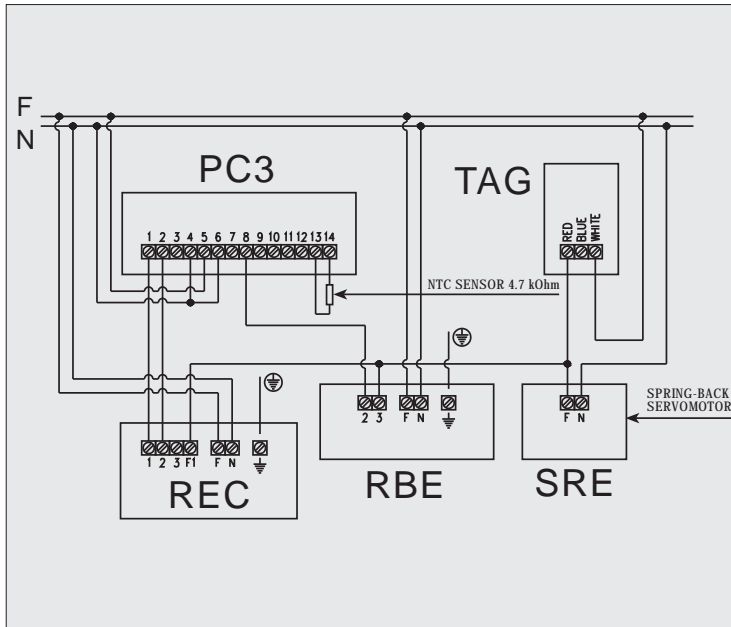 F
N
PC3
TAG
1 2 3 4 5 6 7 8 9 10 11 12 13 14
RED
BLUE
WHITE
NTC SENSOR 4.7 kOhm
1 2 3 F1 F N
REC
2 3 F N
RBE
F N
SRE
SPRING-BACK
SERVOMOTOR